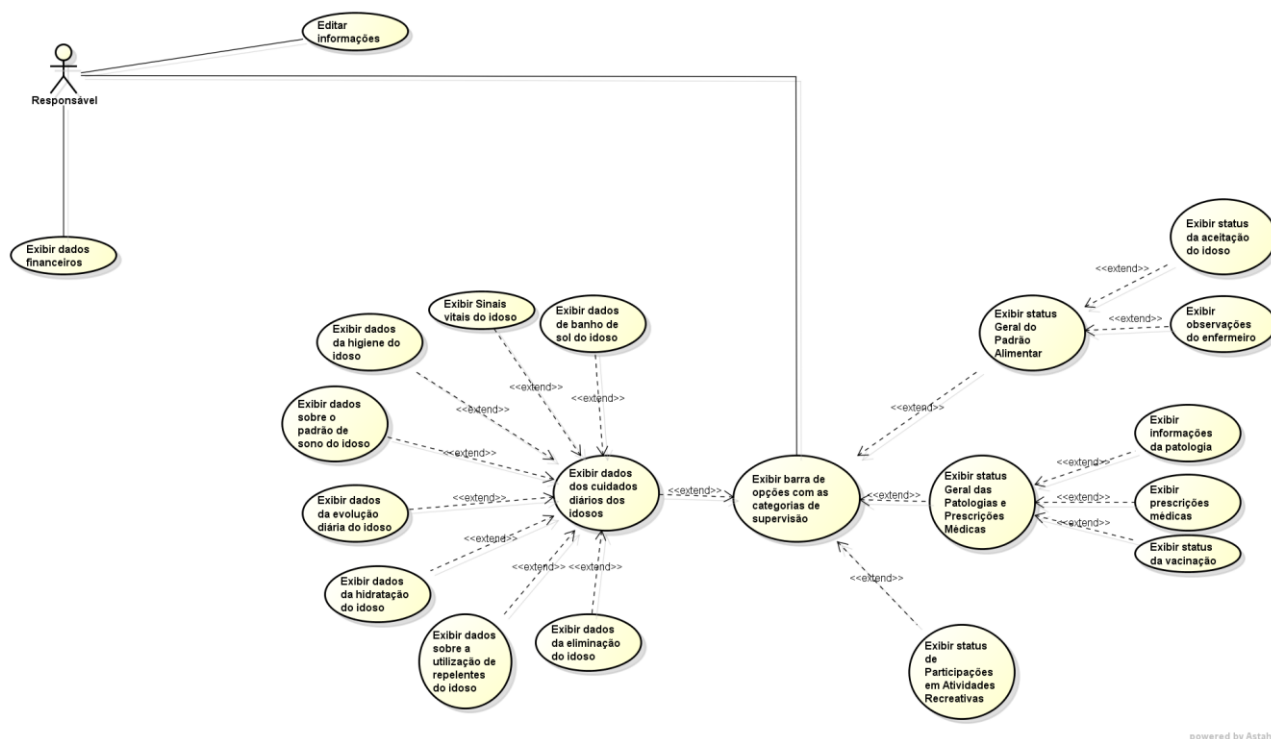 Editar
informações
Responsável
Exibir dados
financeiros
Exibir status
da aceitação
do idoso
<<extend>>
Exibir Sinais
vitais do idoso
Exibir dados
de banho de
sol do idoso
Exibir status
Geral do
Padrão
Alimentar
<<extend>>
Exibir
observações
do enfermeiro
Exibir dados
da higiene do
idoso
<<extend>>
<<extend>>
<<extend>>
<<extend>>
Exibir dados
sobre o
padrão de
sono do idoso
<<extend>>
Exibir
informações
da patologia
<<extend>>
Exibir dados
dos cuidados
diários dos
idosos
<<extend>>
Exibir barra de
opções com as
categorias de
supervisão
<<extend>>
Exibir status
Geral das
Patologias e
Prescrições
Médicas
<<extend>>
Exibir
prescrições
médicas
Exibir dados
da evolução
diária do idoso
<<extend>>
<<extend>>
Exibir status
da vacinação
<<extend>>
Exibir dados
da hidratação
do idoso
<<extend>>
<<extend>>
<<extend>>
Exibir dados
sobre a
utilização de
repelentes
do idoso
Exibir dados
da eliminação
do idoso
Exibir status
de
Participações
em Atividades
Recreativas
powered by Astah